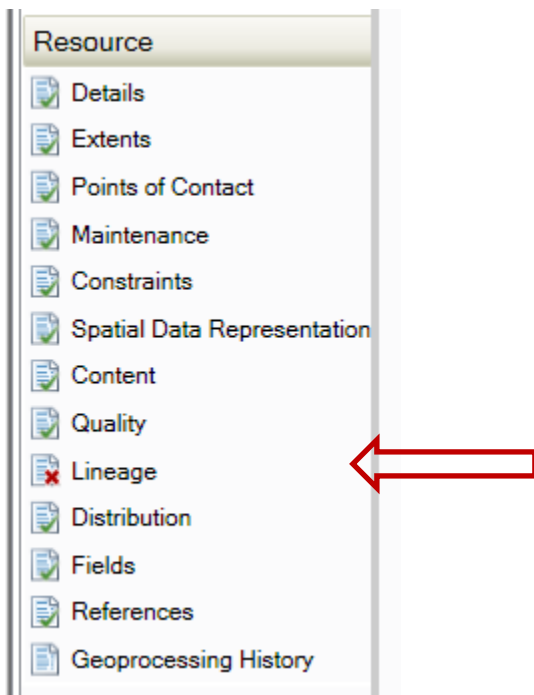 Resource
Details
Extents
Points of Contact
Maintenance
Constraints
Spatial Data Representation
Content
Quality
Lineage
Distribution
Fields
References
Geoprocessing History